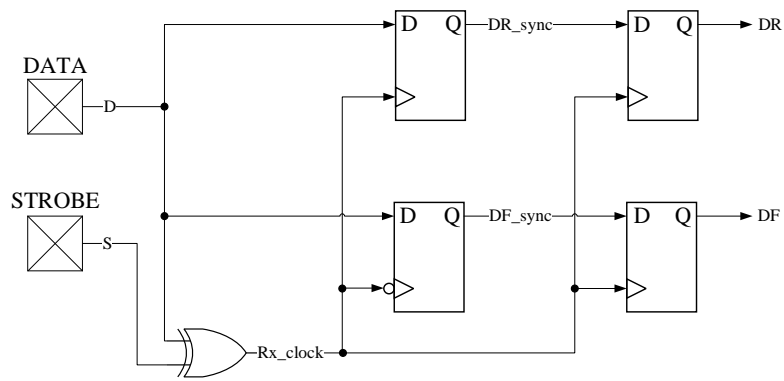 D Q DR_sync D Q DR
DATA
D
STROBE
D Q DF_sync D Q DF
S
Rx_clock